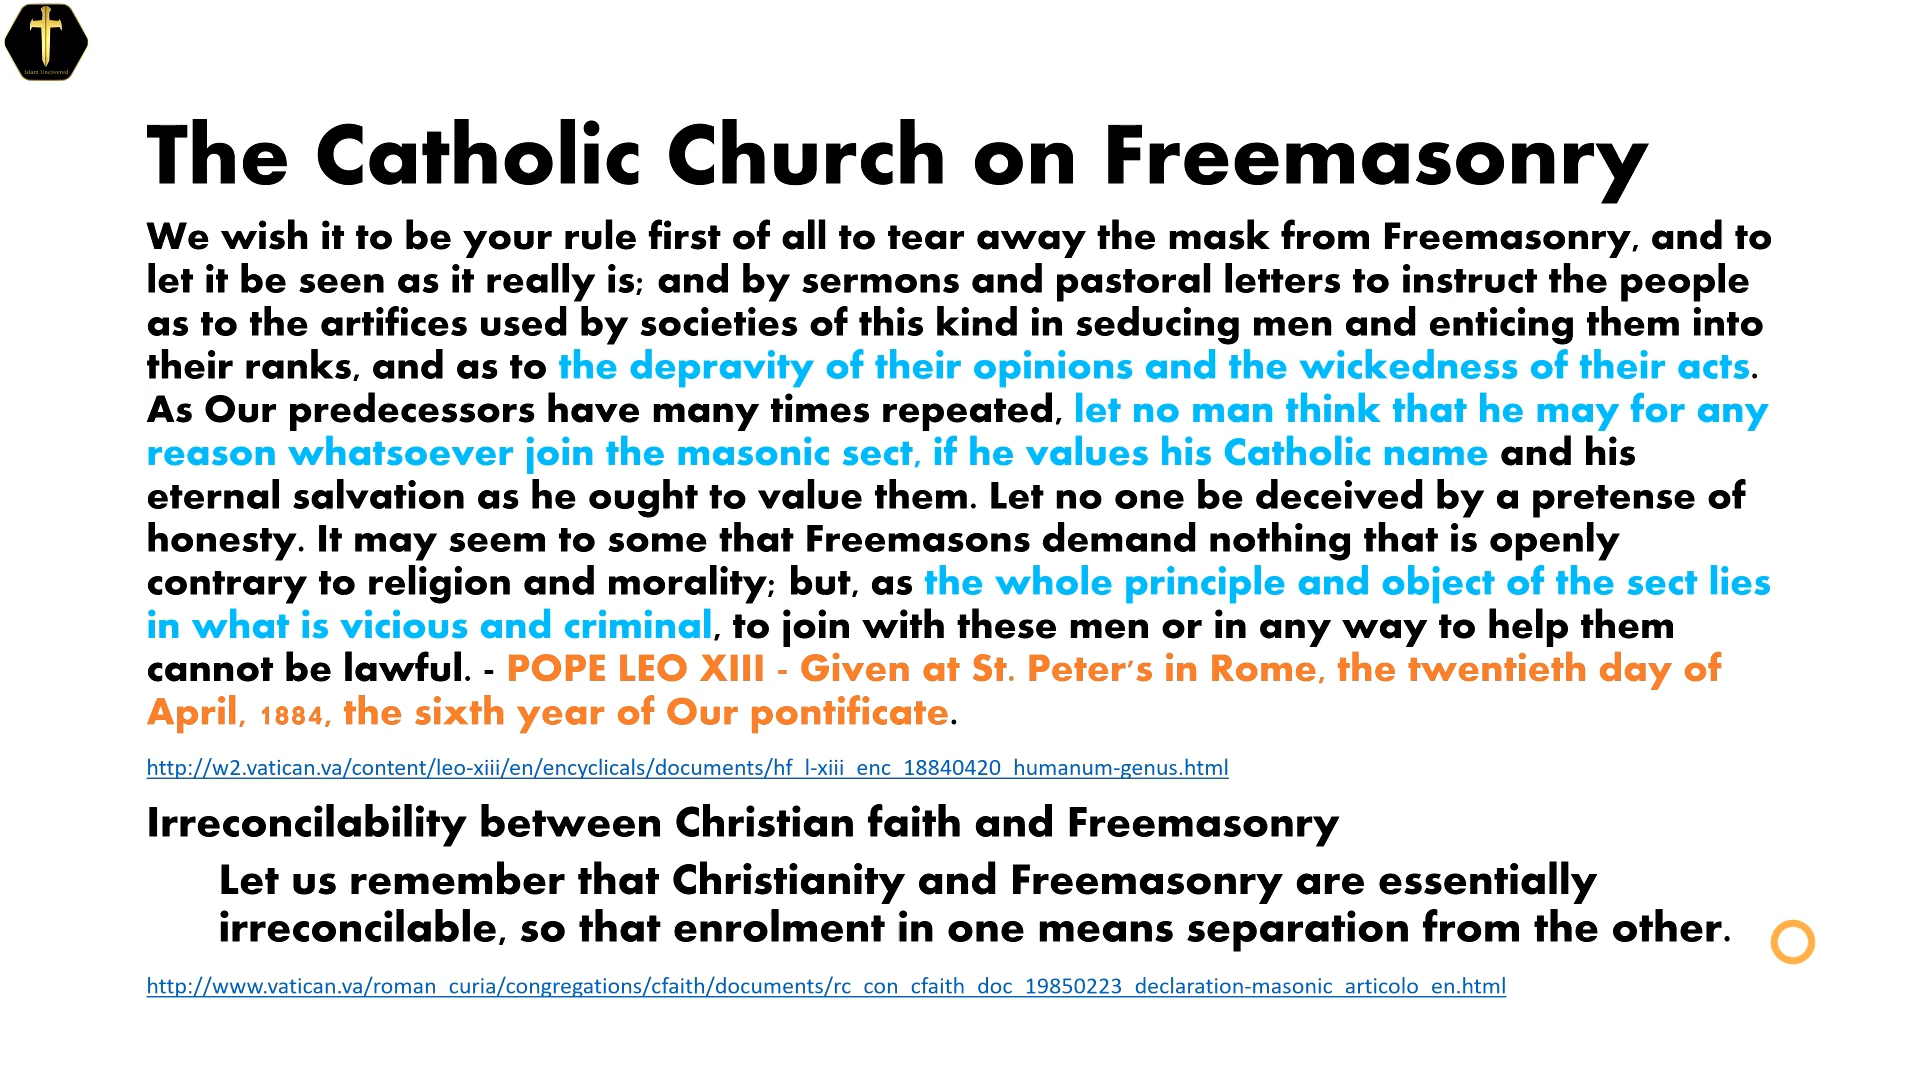 Islam Uncovered
The Catholic Church on Freemasonry
We wish it to be your rule first of all to tear away the mask from Freemasonry, and to
let it be seen as it really is; and by sermons and pastoral letters to instruct the people
as to the artifices used by societies of this kind in seducing men and enticing them into
their ranks, and as to the depravity of their opinions and the wickedness of their acts.
As Our predecessors have many times repeated, let no man think that he may for any
reason whatsoever join the masonic sect, if he values his Catholic name and his
eternal salvation as he ought to value them. Let no one be deceived by a pretense of
honesty. It may seem to some that Freemasons demand nothing that is openly
contrary to religion and morality; but, as the whole principle and object of the sect lies
in what is vicious and criminal, to join with these men or in any way to help them
cannot be lawful. - POPE LEO XIII - Given at St. Peter's in Rome, the twentieth day of
April, 1884, the sixth year of Our pontificate.
http://w2.vatican.va/content/leo-xiii/en/encyclicals/documents/hf_l-xiii_enc_18840420_humanum-genus.html
Irreconcilability between Christian faith and Freemasonry
Let us remember that Christianity and Freemasonry are essentially
irreconcilable, so that enrolment in one means separation from the other.
http://www.vatican.va/roman_curia/congregations/cfaith/documents/rc_con_cfaith_doc_19850223_declaration-masonic_articolo_en.html